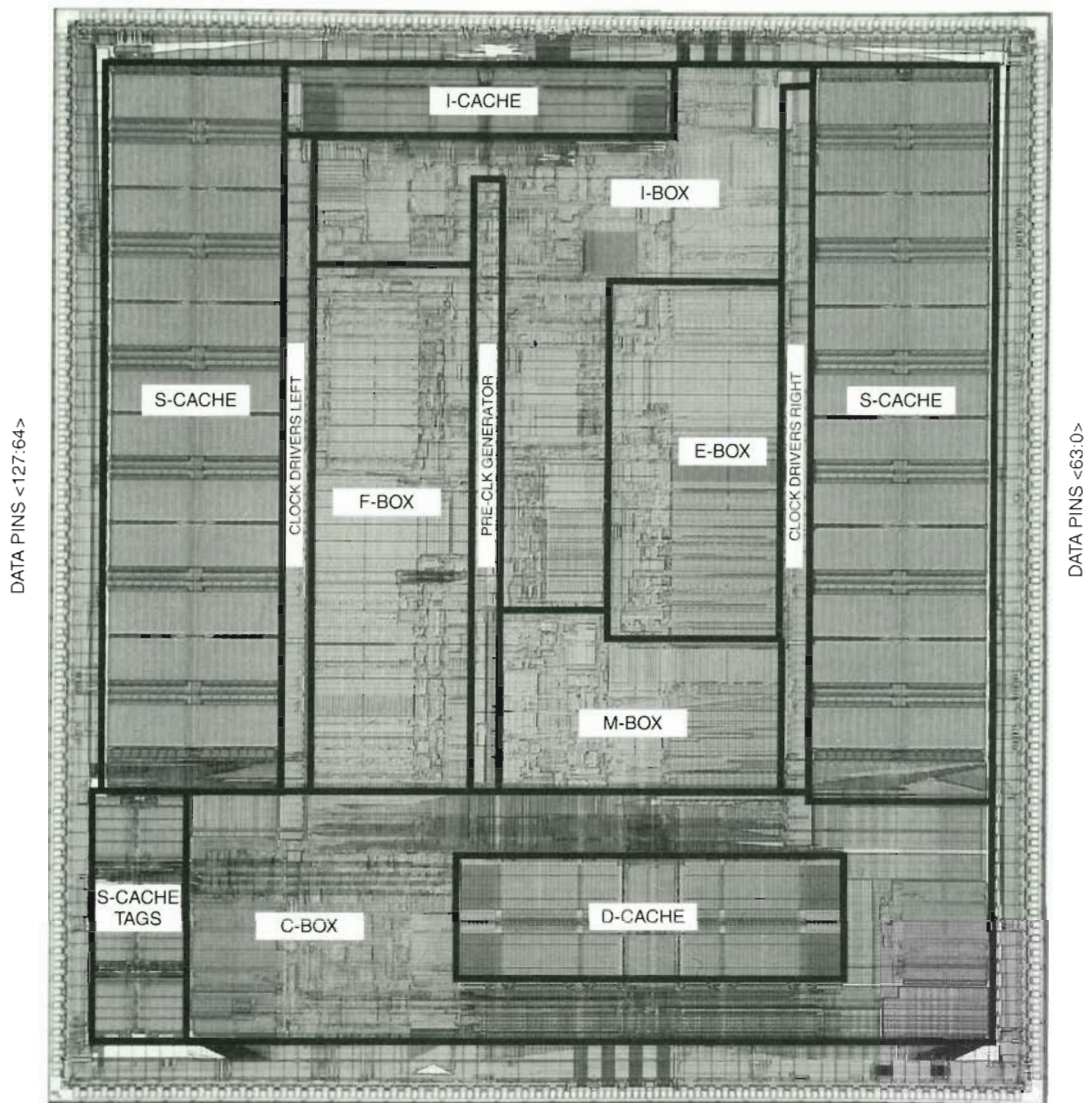 I-CACHE
I-BOX
DATA PINS <127:64>
S-CACHE
CLOCK DRIVERS LEFT
F-BOX
PRE-CLK GENERATOR
E-BOX
CLOCK DRIVERS RIGHT
S-CACHE
DATA PINS <63:0>
M-BOX
S-CACHE
TAGS
C-BOX
D-CACHE